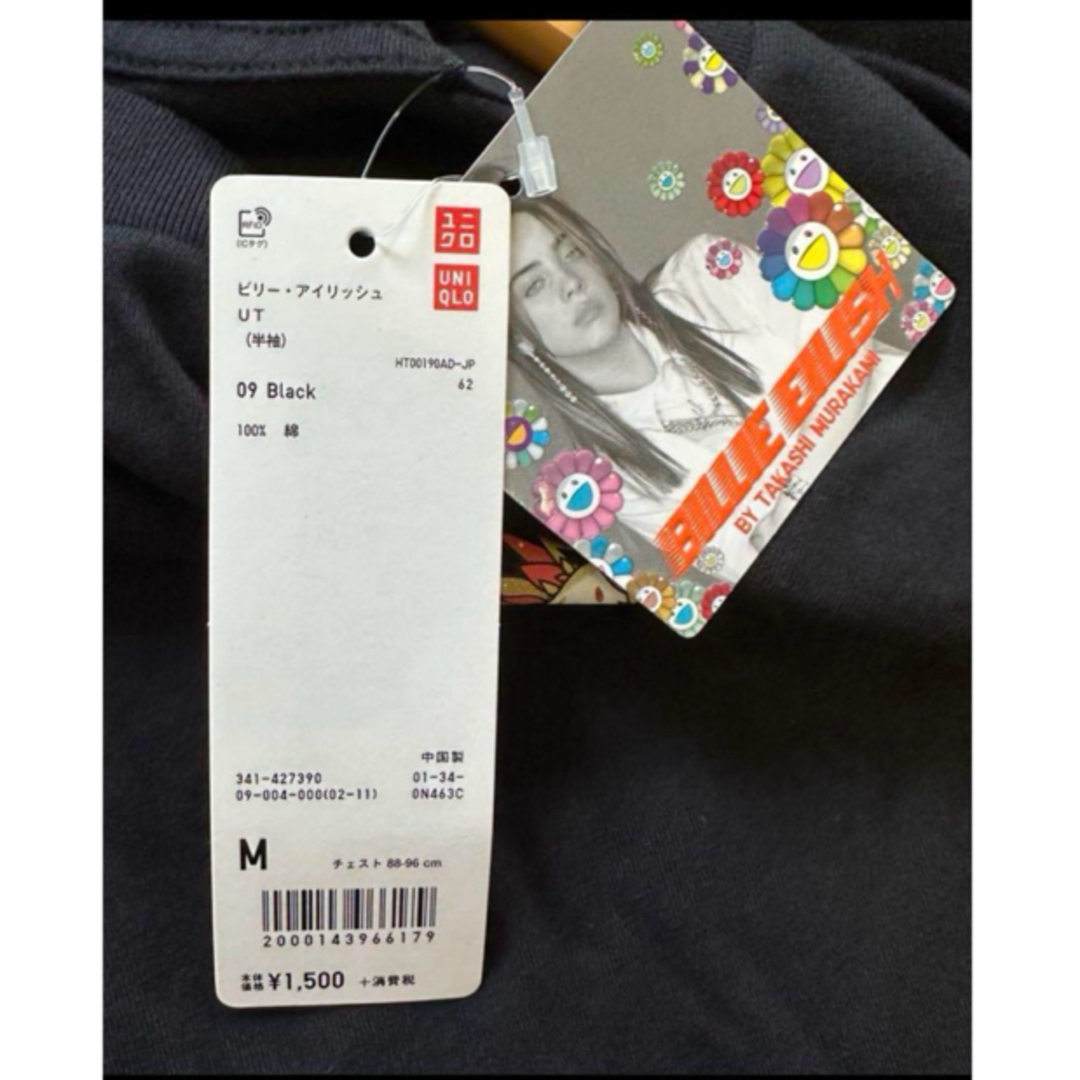 RFID
(ICタグ)
ユニ
クロ
UNI
QLO
ビリー・アイリッシュ
UT
(半袖)
HT00190AD-JP
62
09 Black
100% 綿
中国製
341-427390 01-34-
09-004-000(02-11) 0N463C
M チェスト 88-96 cm
2000143966179
本体
価格 ¥1,500 +消費税
BILLIE EILISH
BY TAKASHI MURAKAMI